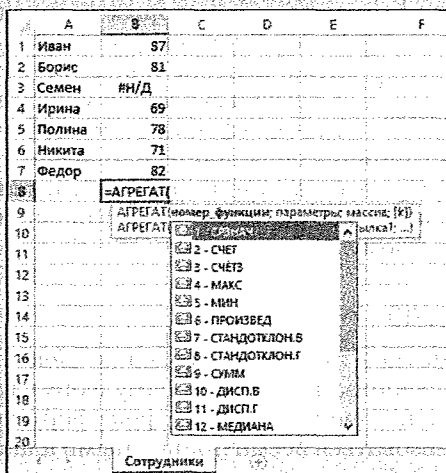 A B C D E F
1 Иван 87
2 Борис 81
3 Семен #Н/Д
4 Ирина 69
5 Полина 78
6 Никита 71
7 Федор 82
8 =АГРЕГАТ(
9 АГРЕГАТ(номер_функции; параметры; массив; [k])
10 АГРЕГАТ( ссылка1; ...)
2 - СЧЁТ
11 3 - СЧЁТЗ
12 4 - МАКС
13 5 - МИН
14 6 - ПРОИЗВЕД
15 7 - СТАНДОТКЛОН.В
16 8 - СТАНДОТКЛОН.Г
17 9 - СУММ
18 10 - ДИСП.В
19 11 - ДИСП.Г
20 12 - МЕДИАНА
Сотрудники